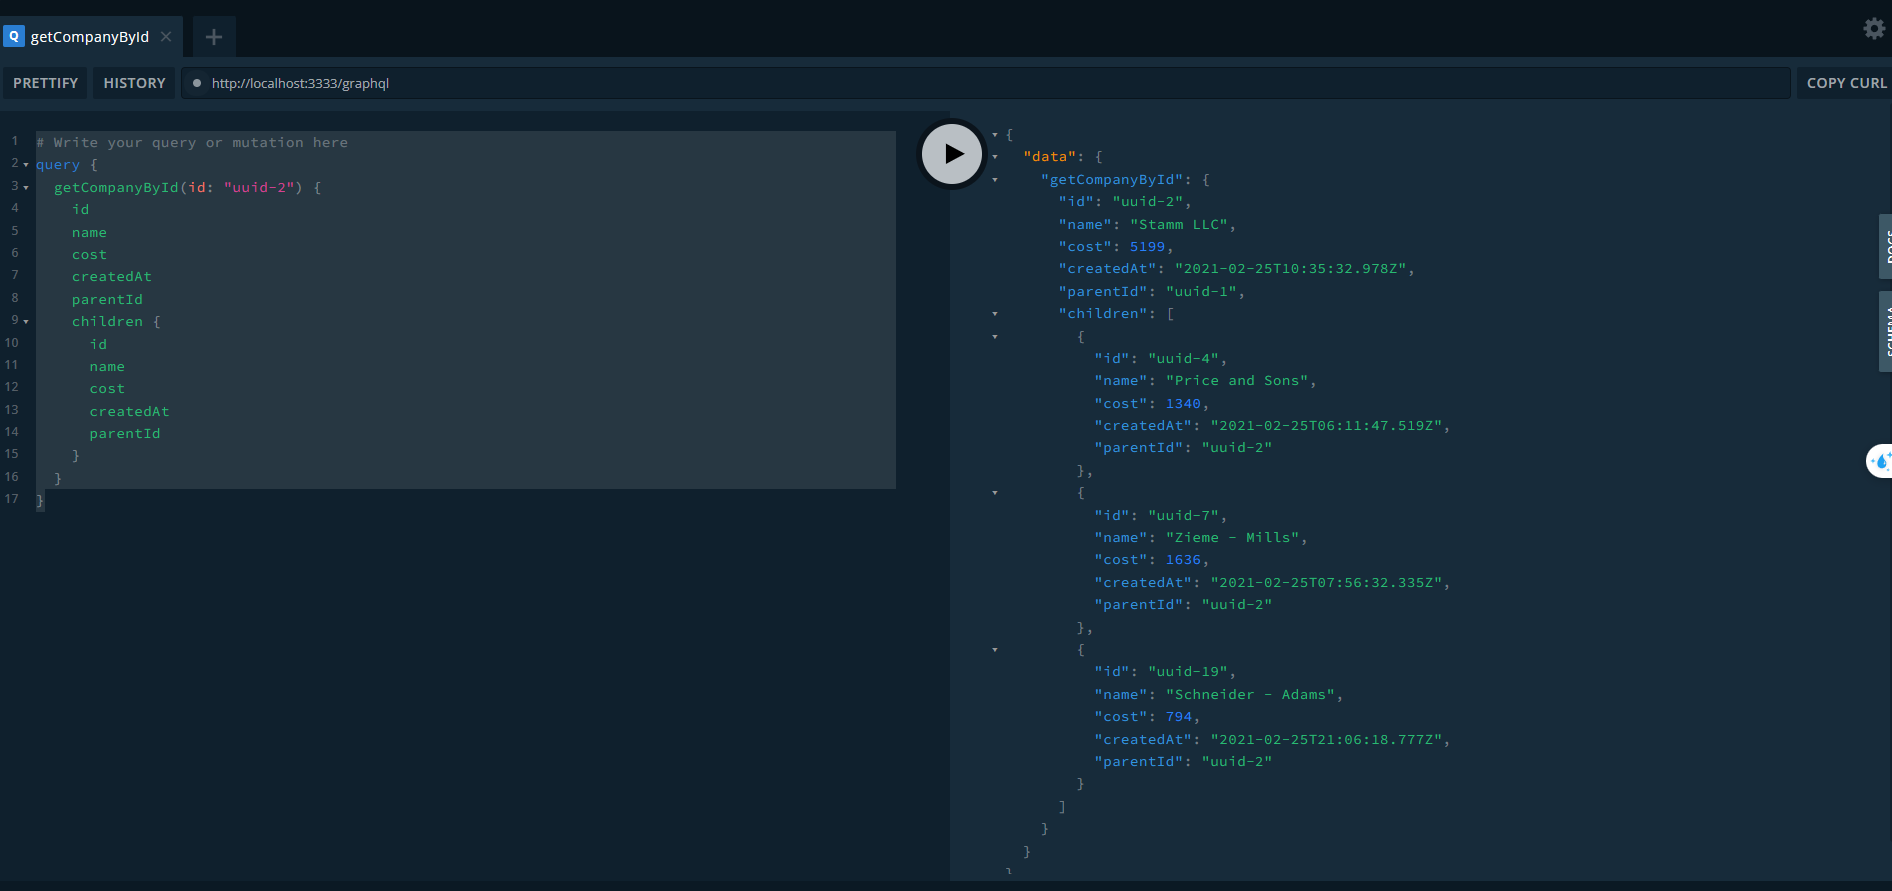 Q getCompanyById ×
PRETTIFY HISTORY http://localhost:3333/graphql COPY CURL
1 # Write your query or mutation here
2 query {
3 getCompanyById(id: "uuid-2") {
4 id
5 name
6 cost
7 createdAt
8 parentId
9 children {
10 id
11 name
12 cost
13 createdAt
14 parentId
15 }
16 }
17 }
{
"data": {
"getCompanyById": {
"id": "uuid-2",
"name": "Stamm LLC",
"cost": 5199,
"createdAt": "2021-02-25T10:35:32.978Z",
"parentId": "uuid-1",
"children": [
{
"id": "uuid-4",
"name": "Price and Sons",
"cost": 1340,
"createdAt": "2021-02-25T06:11:47.519Z",
"parentId": "uuid-2"
},
{
"id": "uuid-7",
"name": "Zieme - Mills",
"cost": 1636,
"createdAt": "2021-02-25T07:56:32.335Z",
"parentId": "uuid-2"
},
{
"id": "uuid-19",
"name": "Schneider - Adams",
"cost": 794,
"createdAt": "2021-02-25T21:06:18.777Z",
"parentId": "uuid-2"
}
]
}
}
}
DOCS
SCHEMA